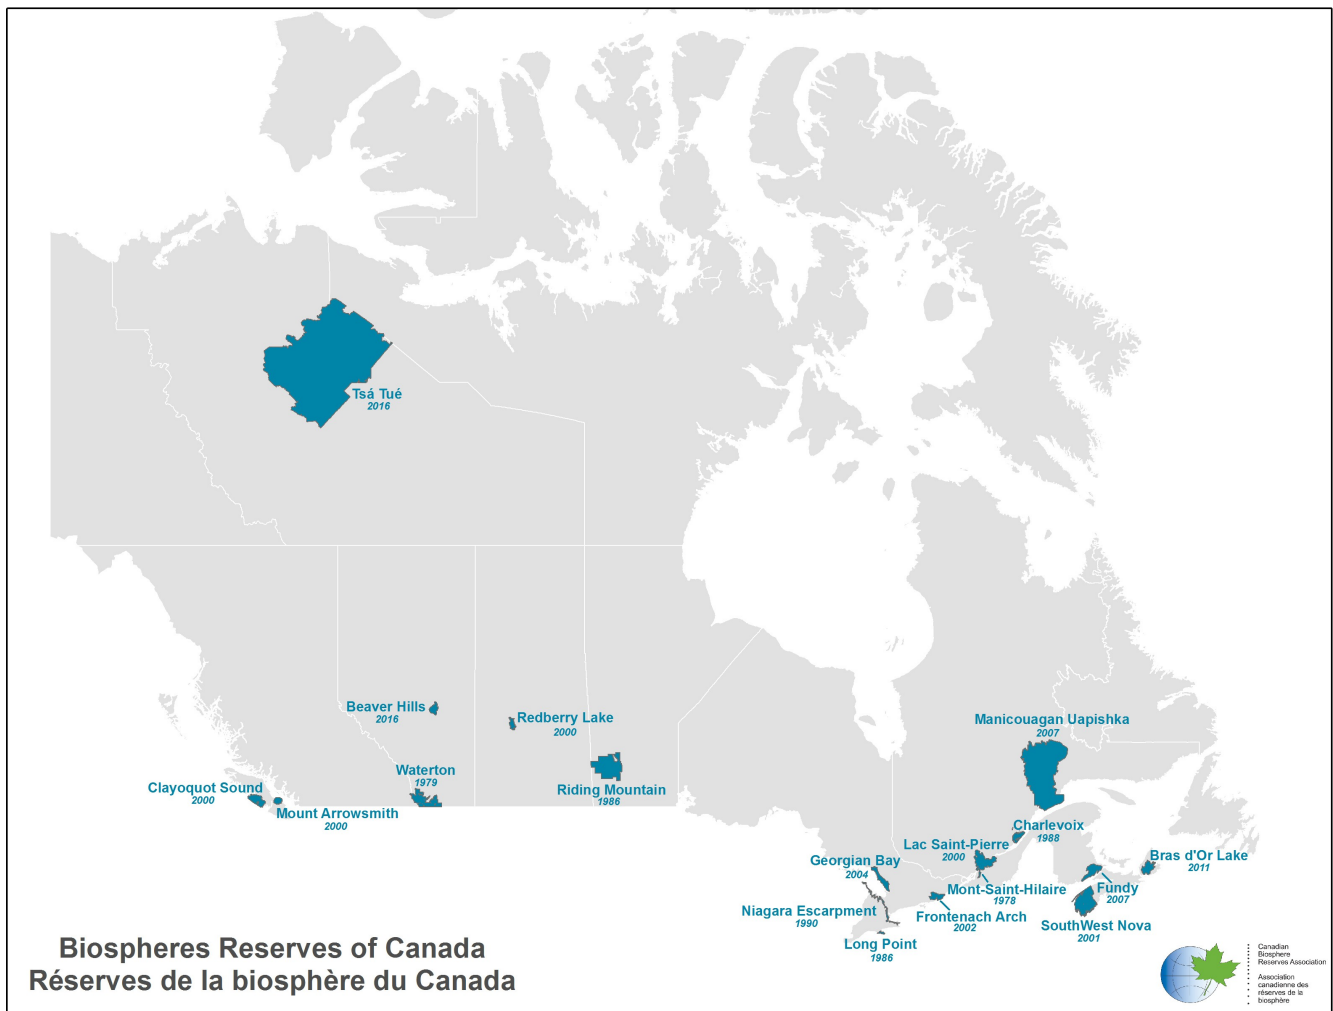 Tsá Tué
2016
Beaver Hills
2016
Redberry Lake
2000
Manicouagan Uapishka
2007
Waterton
1979
Clayoquot Sound
2000
Riding Mountain
1986
Mount Arrowsmith
2000
Charlevoix
1988
Lac Saint-Pierre
2000
Bras d'Or Lake
2011
Georgian Bay
2004
Mont-Saint-Hilaire
1978
Fundy
2007
Niagara Escarpment
1990
Frontenach Arch
2002
SouthWest Nova
2001
Long Point
1986
Biospheres Reserves of Canada
Réserves de la biosphère du Canada
Canadian
Biosphere
Reserves Association
Association
canadienne des
réserves de la
biosphère